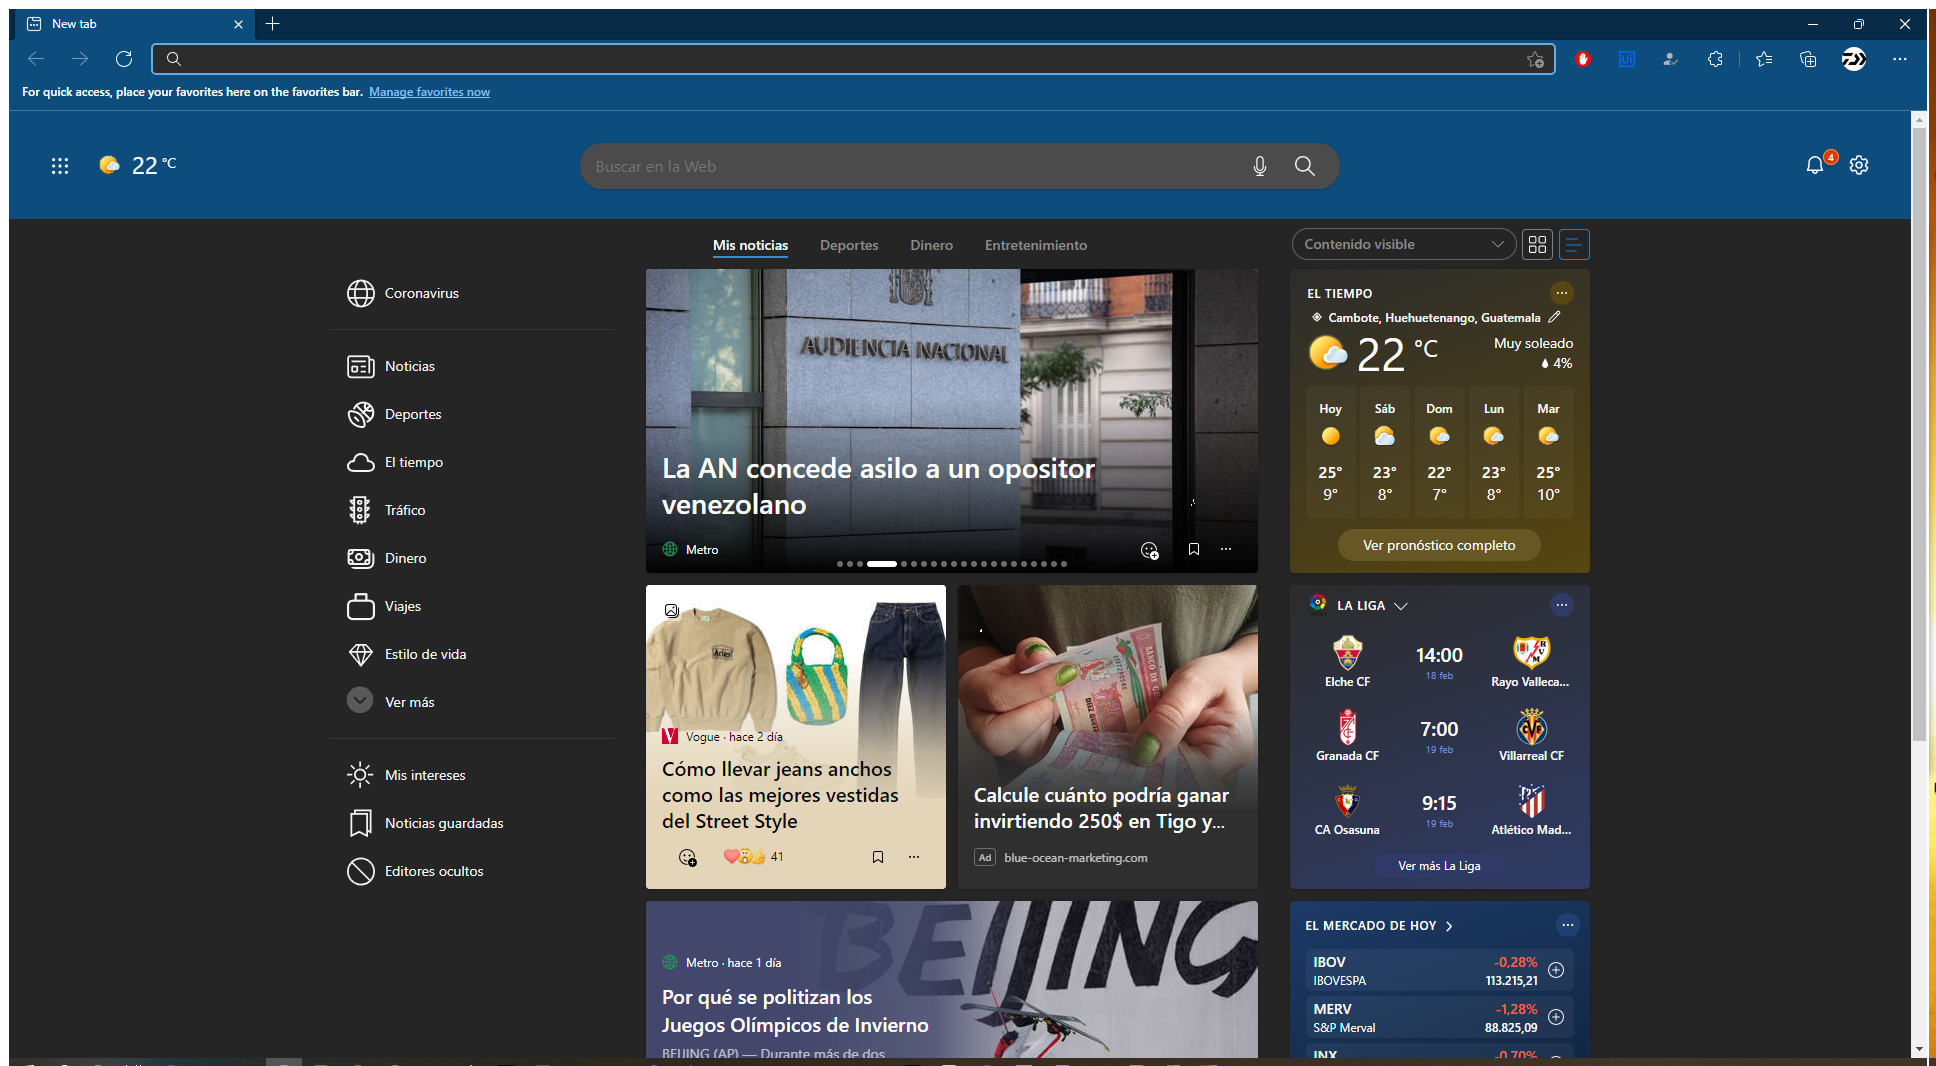 New tab
For quick access, place your favorites here on the favorites bar. Manage favorites now
22 °C
Buscar en la Web
4
Mis noticias Deportes Dinero Entretenimiento
Contenido visible
Coronavirus
Noticias
Deportes
El tiempo
Tráfico
Dinero
Viajes
Estilo de vida
Ver más
Mis intereses
Noticias guardadas
Editores ocultos
AUDIENCIA NACIONAL
La AN concede asilo a un opositor
venezolano
Metro
EL TIEMPO
Cambote, Huehuetenango, Guatemala
22 °C
Muy soleado
4%
Hoy Sáb Dom Lun Mar
25° 23° 22° 23° 25°
9° 8° 7° 8° 10°
Ver pronóstico completo
Aries
Vogue · hace 2 día
Cómo llevar jeans anchos
como las mejores vestidas
del Street Style
41
Calcule cuánto podría ganar
invirtiendo 250$ en Tigo y...
Ad blue-ocean-marketing.com
LA LIGA
14:00
18 feb
Elche CF Rayo Valleca...
7:00
19 feb
Granada CF Villarreal CF
9:15
19 feb
CA Osasuna Atlético Mad...
Ver más La Liga
BEIJING
Metro · hace 1 día
Por qué se politizan los
Juegos Olímpicos de Invierno
BEIJING (AP) — Durante más de dos
EL MERCADO DE HOY
IBOV -0,28%
IBOVESPA 113.215,21
MERV -1,28%
S&P Merval 88.825,09
INX -0,70%